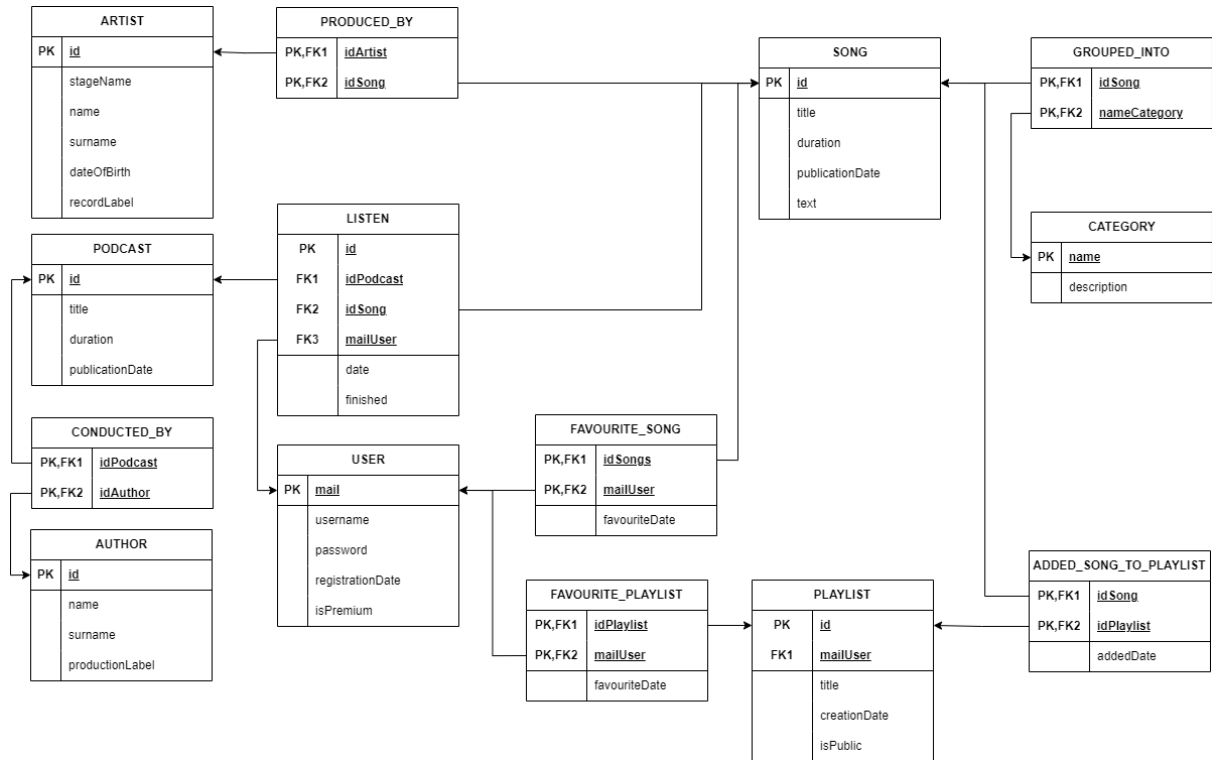 ARTIST
PK id
stageName
name
surname
dateOfBirth
recordLabel
PRODUCED_BY
PK,FK1 idArtist
PK,FK2 idSong
SONG
PK id
title
duration
publicationDate
text
GROUPED_INTO
PK,FK1 idSong
PK,FK2 nameCategory
PODCAST
PK id
title
duration
publicationDate
LISTEN
PK id
FK1 idPodcast
FK2 idSong
FK3 mailUser
date
finished
CATEGORY
PK name
description
CONDUCTED_BY
PK,FK1 idPodcast
PK,FK2 idAuthor
USER
PK mail
username
password
registrationDate
isPremium
FAVOURITE_SONG
PK,FK1 idSongs
PK,FK2 mailUser
favouriteDate
AUTHOR
PK id
name
surname
productionLabel
FAVOURITE_PLAYLIST
PK,FK1 idPlaylist
PK,FK2 mailUser
favouriteDate
PLAYLIST
PK id
FK1 mailUser
title
creationDate
isPublic
ADDED_SONG_TO_PLAYLIST
PK,FK1 idSong
PK,FK2 idPlaylist
addedDate